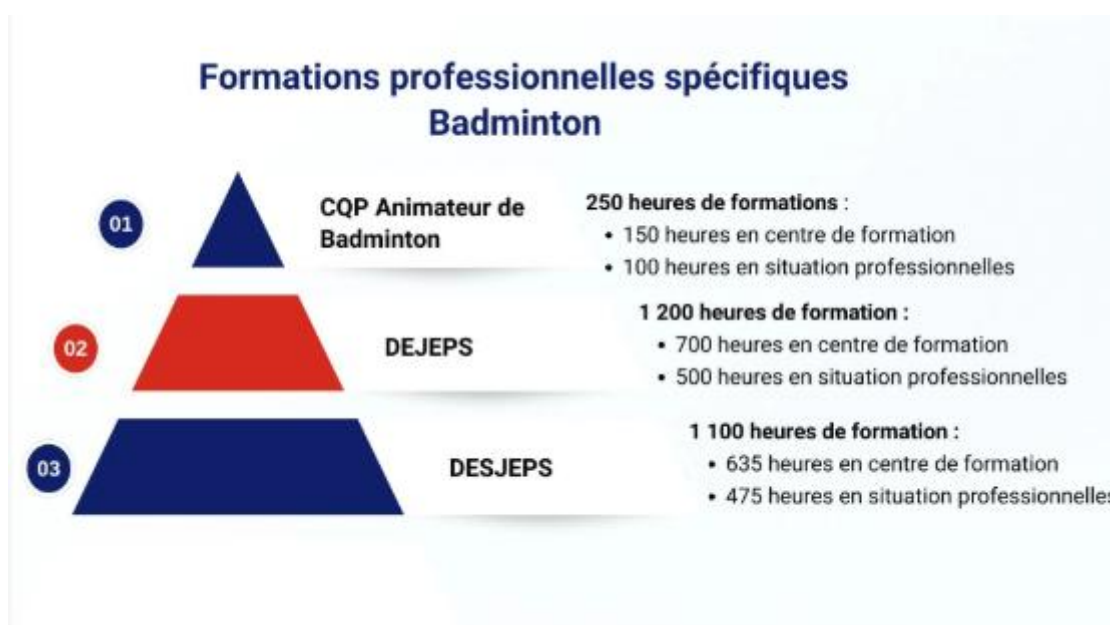 Formations professionnelles spécifiques
Badminton
01
CQP Animateur de
Badminton
250 heures de formations :
• 150 heures en centre de formation
• 100 heures en situation professionnelles
02
DEJEPS
1 200 heures de formation :
• 700 heures en centre de formation
• 500 heures en situation professionnelles
03
DESJEPS
1 100 heures de formation :
• 635 heures en centre de formation
• 475 heures en situation professionnelles